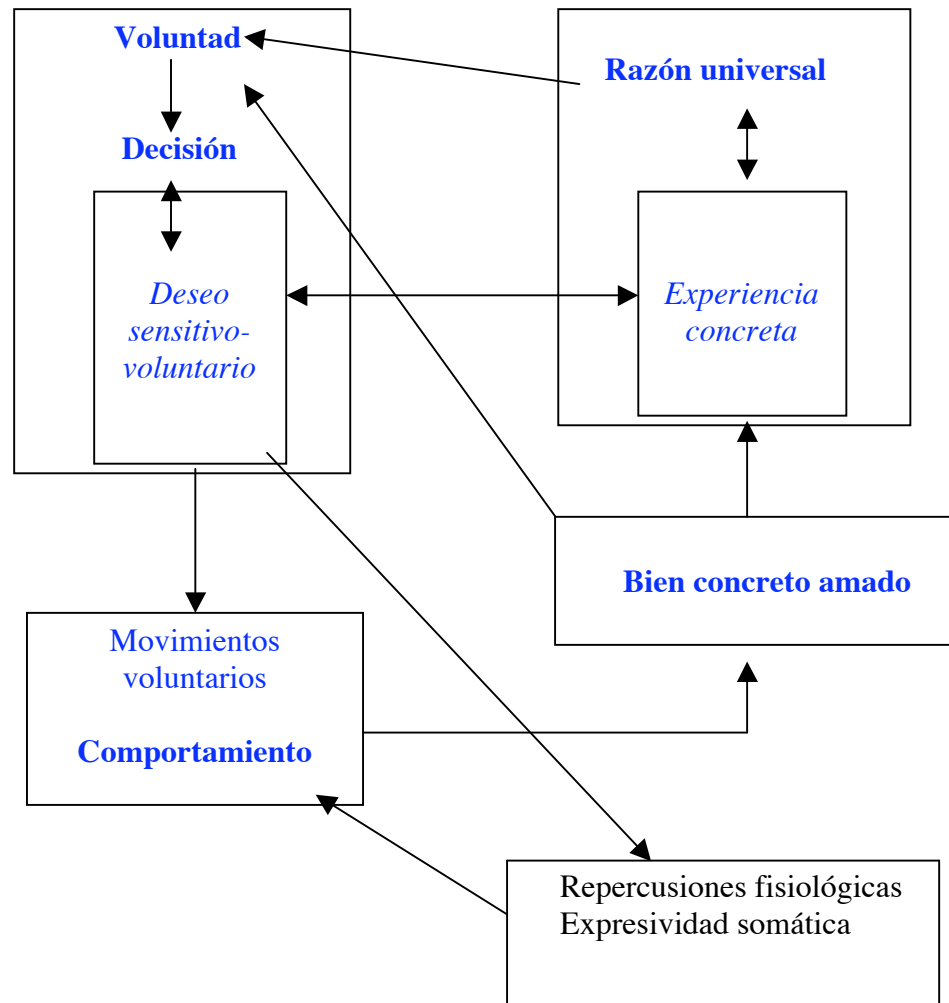 Voluntad
Razón universal
Decisión
Deseo
sensitivo-
voluntario
Experiencia
concreta
Bien concreto amado
Movimientos
voluntarios
Comportamiento
Repercusiones fisiológicas
Expresividad somática